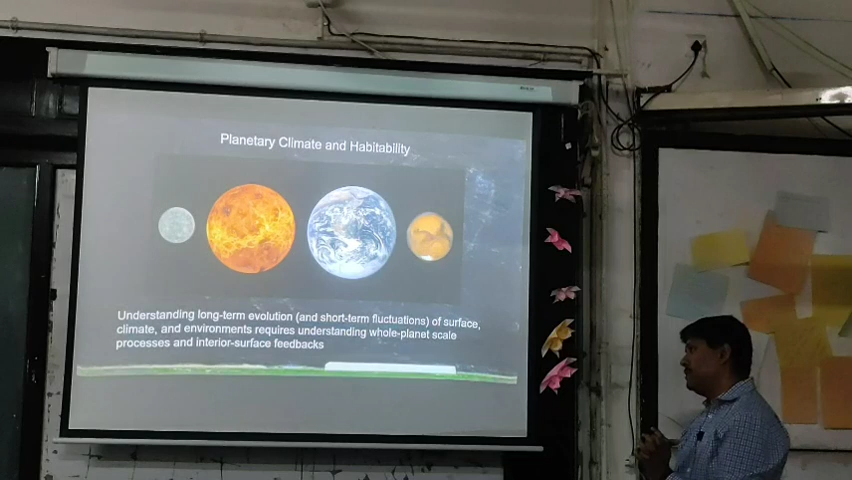 Planetary Climate and Habitability
Understanding long-term evolution (and short-term fluctuations) of surface,
climate, and environments requires understanding whole-planet scale
processes and interior-surface feedbacks